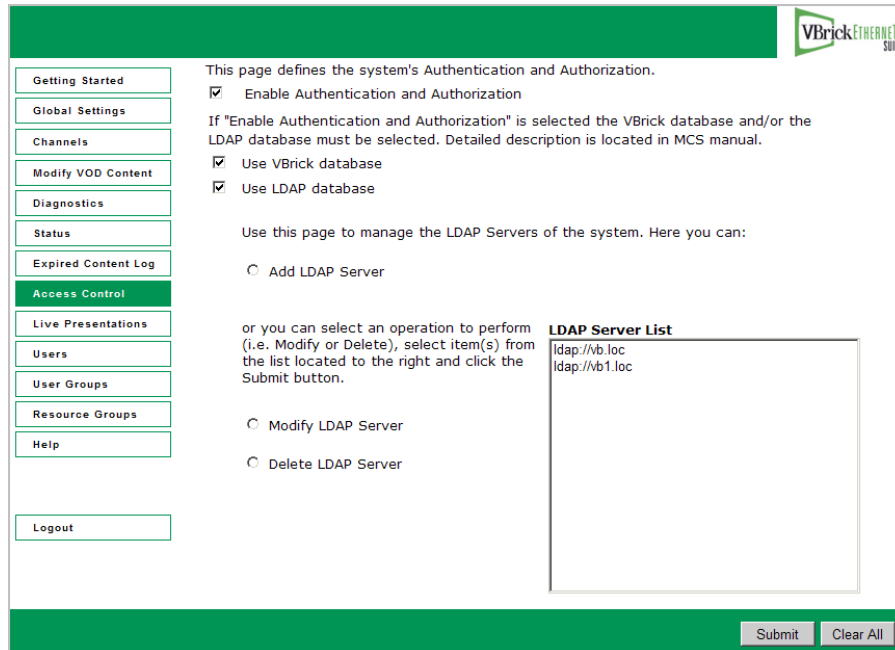 VBrick ETHERNET
SUI
Getting Started
Global Settings
Channels
Modify VOD Content
Diagnostics
Status
Expired Content Log
Access Control
Live Presentations
Users
User Groups
Resource Groups
Help
Logout
This page defines the system's Authentication and Authorization.
Enable Authentication and Authorization
If "Enable Authentication and Authorization" is selected the VBrick database and/or the
LDAP database must be selected. Detailed description is located in MCS manual.
Use VBrick database
Use LDAP database
Use this page to manage the LDAP Servers of the system. Here you can:
Add LDAP Server
or you can select an operation to perform
(i.e. Modify or Delete), select item(s) from
the list located to the right and click the
Submit button.
Modify LDAP Server
Delete LDAP Server
LDAP Server List
ldap://vb.loc
ldap://vb1.loc
Submit
Clear All